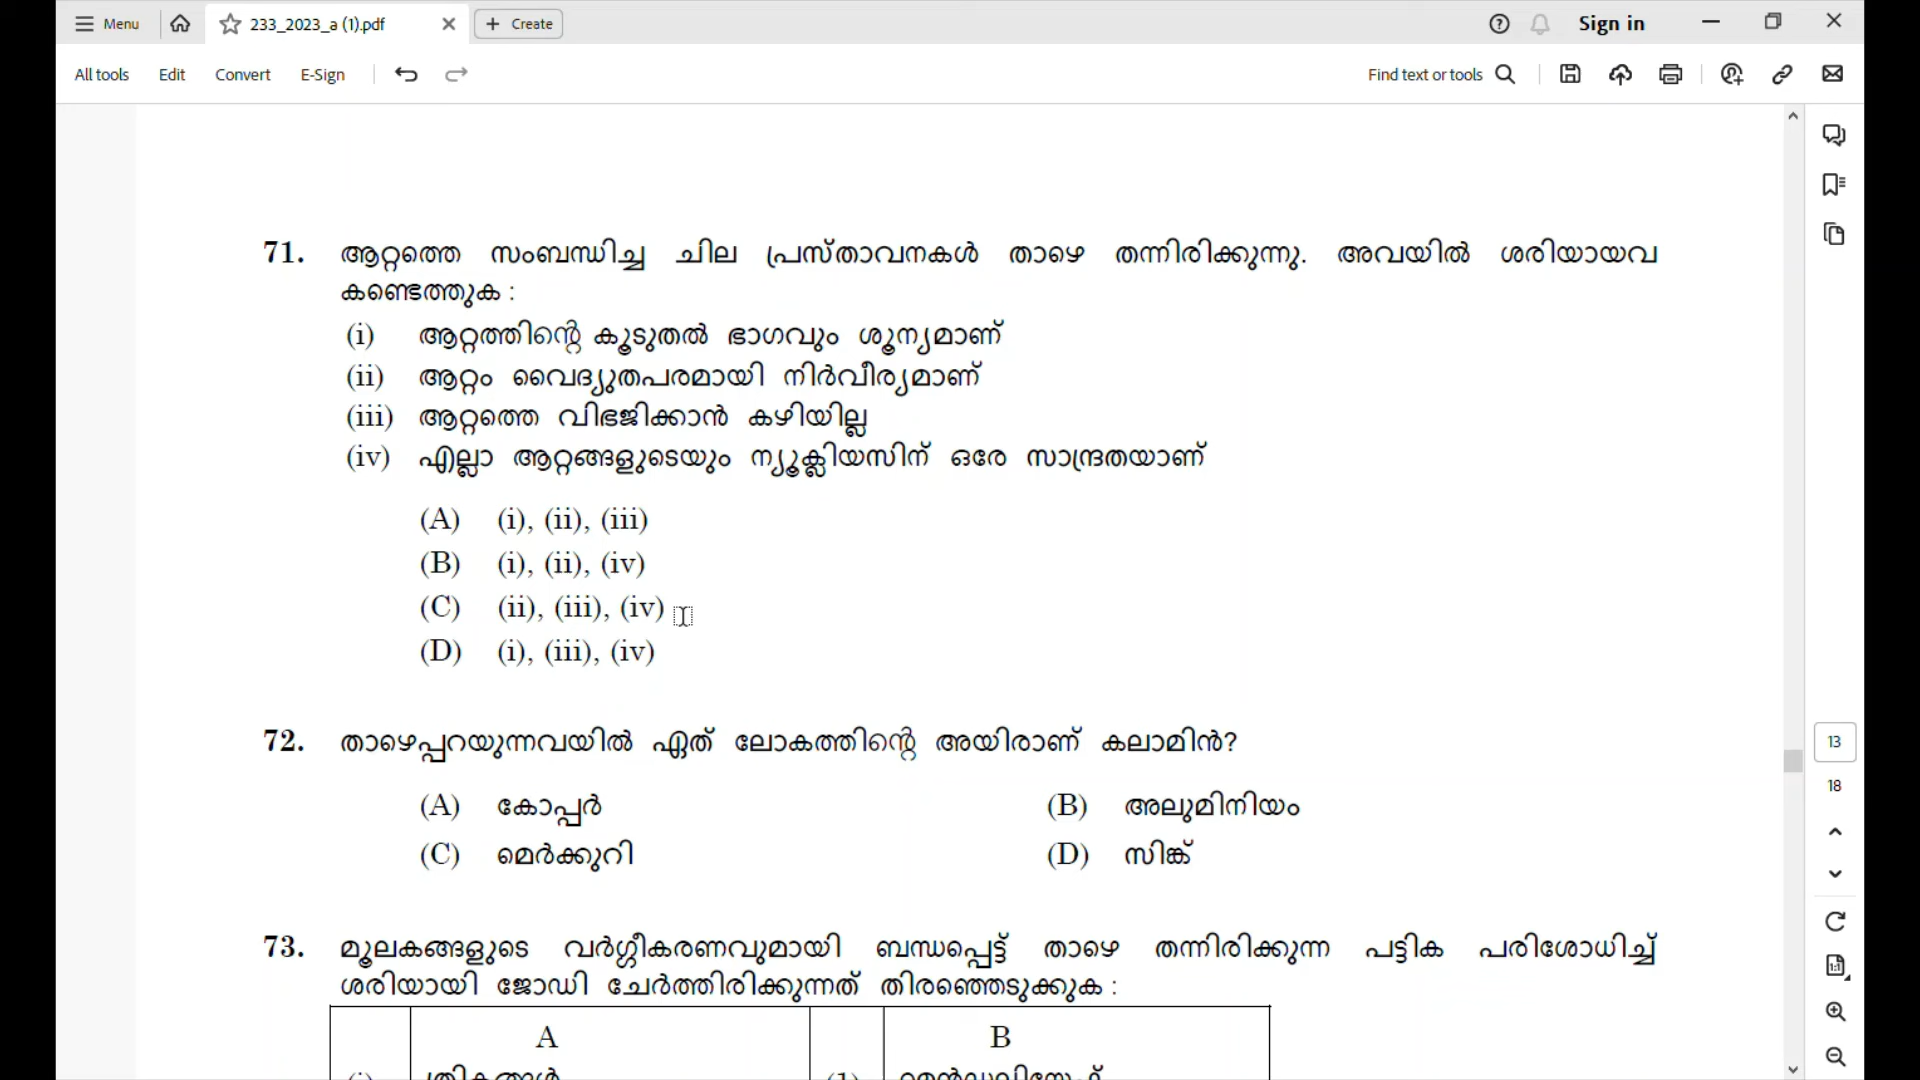 Menu
233_2023_a (1).pdf
Create
Sign in
All tools
Edit
Convert
E-Sign
Find text or tools
71. ആറ്റത്തെ സംബന്ധിച്ച ചില പ്രസ്താവനകൾ താഴെ തന്നിരിക്കുന്നു. അവയിൽ ശരിയായവ
കണ്ടെത്തുക :
(i) ആറ്റത്തിന്റെ കൂടുതൽ ഭാഗവും ശൂന്യമാണ്
(ii) ആറ്റം വൈദ്യുതപരമായി നിർവീര്യമാണ്
(iii) ആറ്റത്തെ വിഭജിക്കാൻ കഴിയില്ല
(iv) എല്ലാ ആറ്റങ്ങളുടെയും ന്യൂക്ലിയസിന് ഒരേ സാന്ദ്രതയാണ്
(A) (i), (ii), (iii)
(B) (i), (ii), (iv)
(C) (ii), (iii), (iv)
(D) (i), (iii), (iv)
72. താഴെപ്പറയുന്നവയിൽ ഏത് ലോകത്തിന്റെ അയിരാണ് കലാമിൻ?
(A) കോപ്പർ (B) അലുമിനിയം
(C) മെർക്കുറി (D) സിങ്ക്
73. മൂലകങ്ങളുടെ വർഗ്ഗീകരണവുമായി ബന്ധപ്പെട്ട് താഴെ തന്നിരിക്കുന്ന പട്ടിക പരിശോധിച്ച്
ശരിയായി ജോഡി ചേർത്തിരിക്കുന്നത് തിരഞ്ഞെടുക്കുക :
A B
13
18